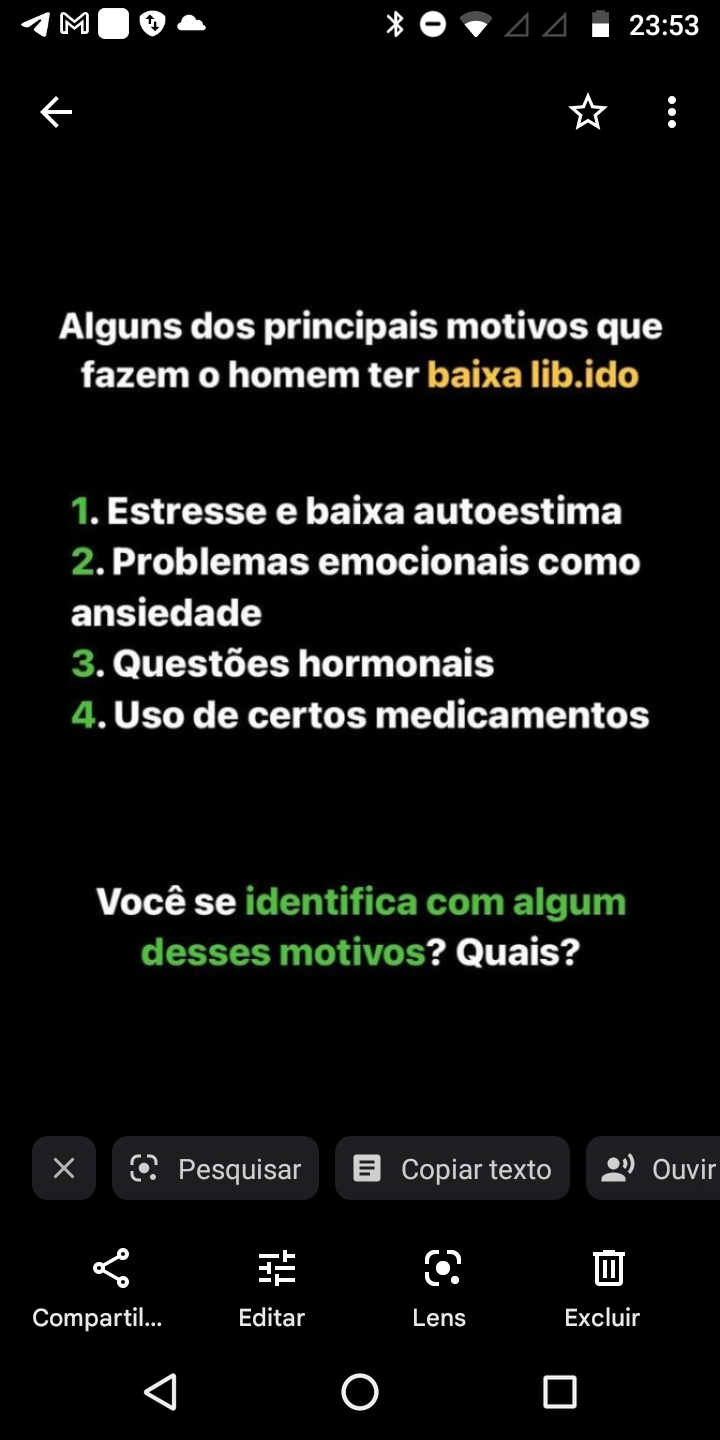 23:53
Alguns dos principais motivos que
fazem o homem ter baixa lib.ido
1. Estresse e baixa autoestima
2. Problemas emocionais como
ansiedade
3. Questões hormonais
4. Uso de certos medicamentos
Você se identifica com algum
desses motivos? Quais?
Pesquisar
Copiar texto
Ouvir
Compartil...
Editar
Lens
Excluir